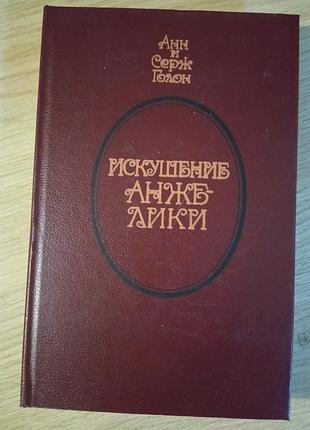 Анн и
Серж
Голон
ИСКУШЕНИЕ
АНЖЕ-
ЛИКИ